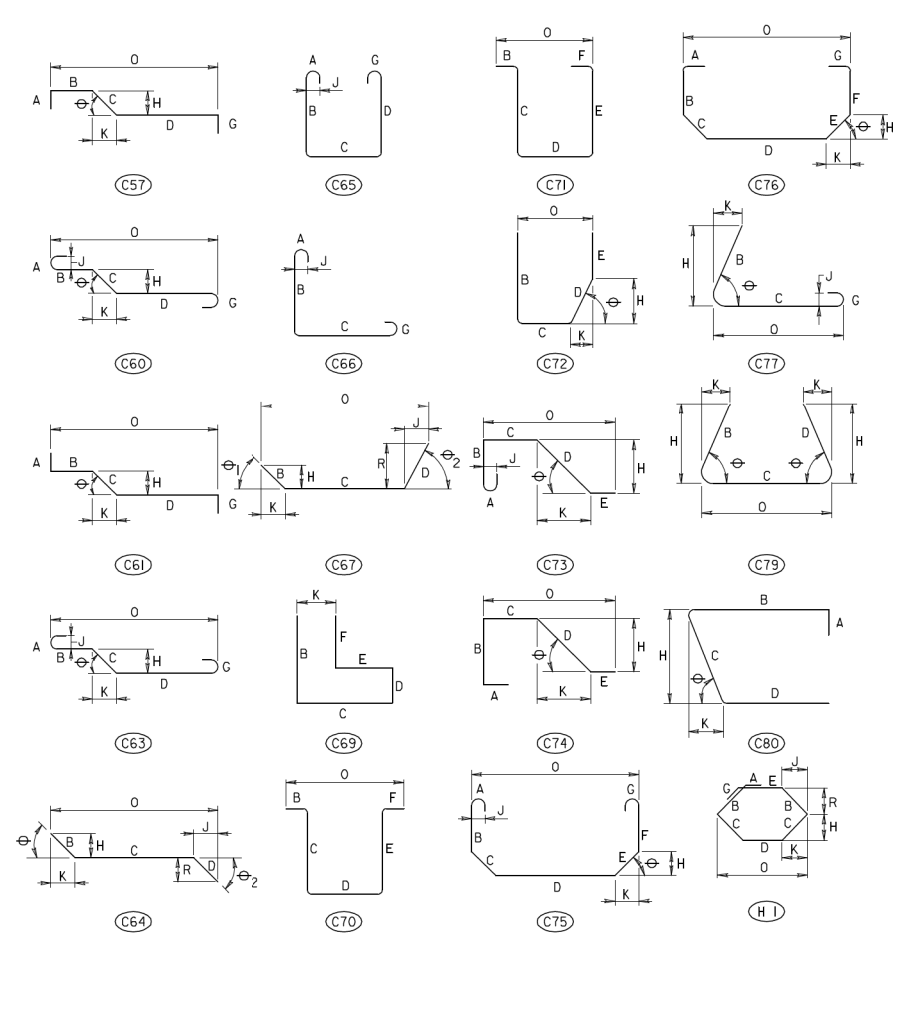 O
B
A Φ C H
K D G
C57
A G
J
B D
C
C65
O
B F
C E
D
C71
O
A G
B F
C E Φ H
D K
C76
O
A J
B Φ C H
K D G
C60
A
J
B
C G
C66
O
E
B D Φ H
C K
C72
K
H B J
Φ C G
O
C77
O
A
B Φ C H
K D G
C61
O
J
Φ1 B H C R D Φ2
K
C67
O
C
B J D H
Φ
A K E
C73
K K
H B D H
Φ Φ
C
O
C79
O
A J
B Φ C H
K D G
C63
K
F
B E
D
C
C69
O
C
D H
B Φ
A K E
C74
B
A
H C
Φ D
K
C80
O
J
Φ B H C R D Φ2
K
C64
O
B F
C E
D
C70
O
A G
J
B F
C E Φ H
D K
C75
J
G A E
B B R
C C H
D K
O
H1